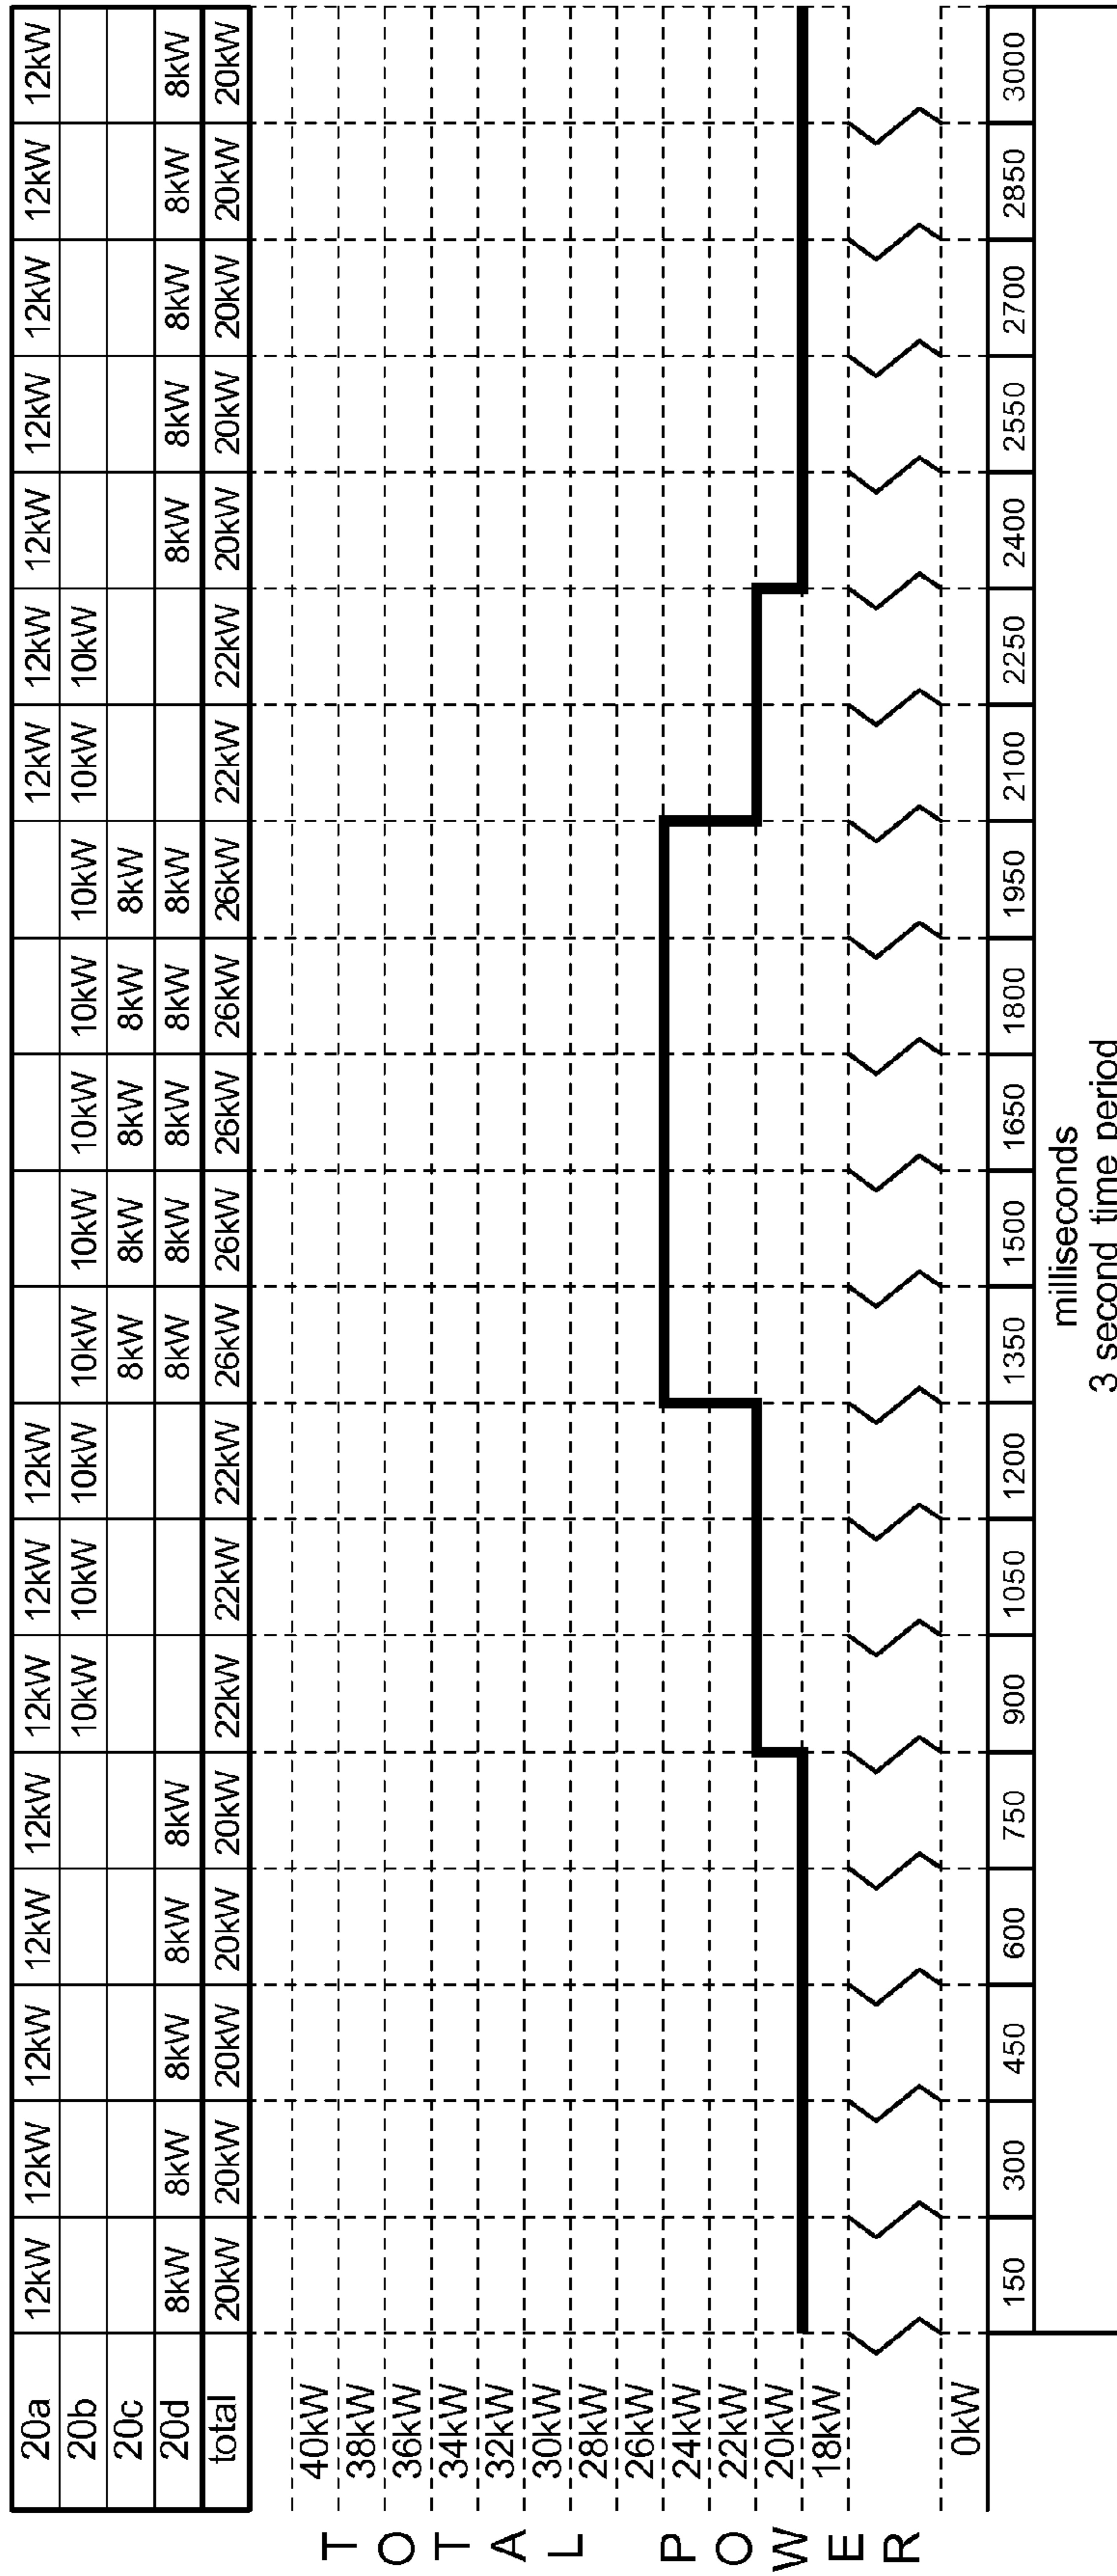 20a 12kW 12kW 12kW 12kW 12kW 12kW 12kW 12kW 12kW 12kW 12kW 12kW 12kW 12kW 12kW
20b 10kW 10kW 10kW 10kW 10kW 10kW 10kW 10kW 10kW 10kW
20c 8kW 8kW 8kW 8kW 8kW
20d 8kW 8kW 8kW 8kW 8kW 8kW 8kW 8kW 8kW 8kW 8kW 8kW 8kW 8kW 8kW
total 20kW 20kW 20kW 20kW 20kW 22kW 22kW 22kW 26kW 26kW 26kW 26kW 26kW 22kW 22kW 20kW 20kW 20kW 20kW 20kW
TOTAL POWER
40kW
38kW
36kW
34kW
32kW
30kW
28kW
26kW
24kW
22kW
20kW
18kW
0kW
150 300 450 600 750 900 1050 1200 1350 1500 1650 1800 1950 2100 2250 2400 2550 2700 2850 3000
milliseconds
3 second time period